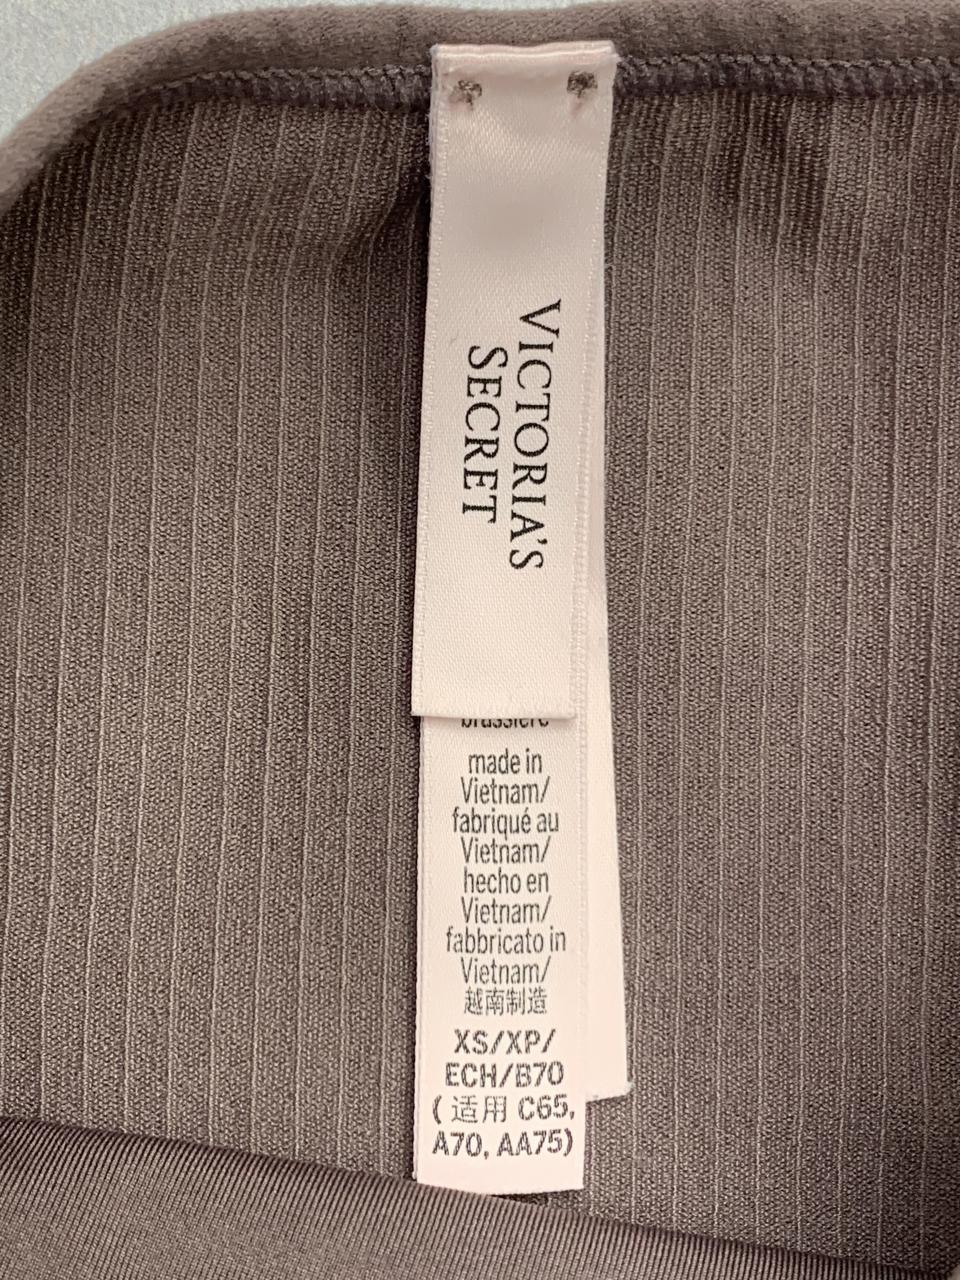 VICTORIA'S
SECRET
brassière
made in
Vietnam/
fabriqué au
Vietnam/
hecho en
Vietnam/
fabbricato in
Vietnam/
越南制造
XS/XP/
ECH/B70
( 适用 C65,
A70, AA75)